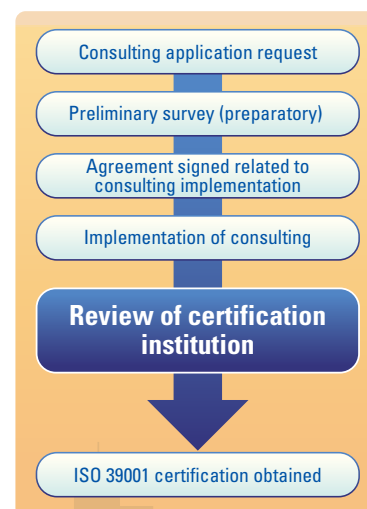 Consulting application request
Preliminary survey (preparatory)
Agreement signed related to
consulting implementation
Implementation of consulting
Review of certification
institution
ISO 39001 certification obtained